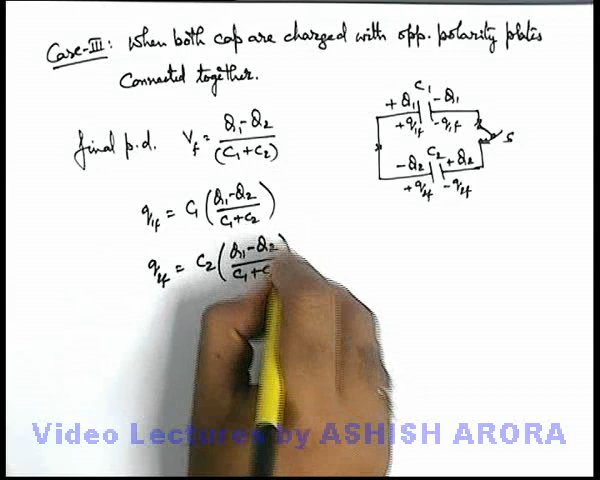 Case-III: When both cap are charged with opp. polarity plates
Connected together.
C1
+Q1 -Q1
+q1f -q1f
S
final p.d. Vf = Q1-Q2 / (C1+C2)
-Q2 C2 +Q2
+q2f -q2f
q1f = C1 (Q1-Q2 / C1+C2)
q2f = C2 (Q1-Q2 / C1+C
Video Lectures by ASHISH ARORA